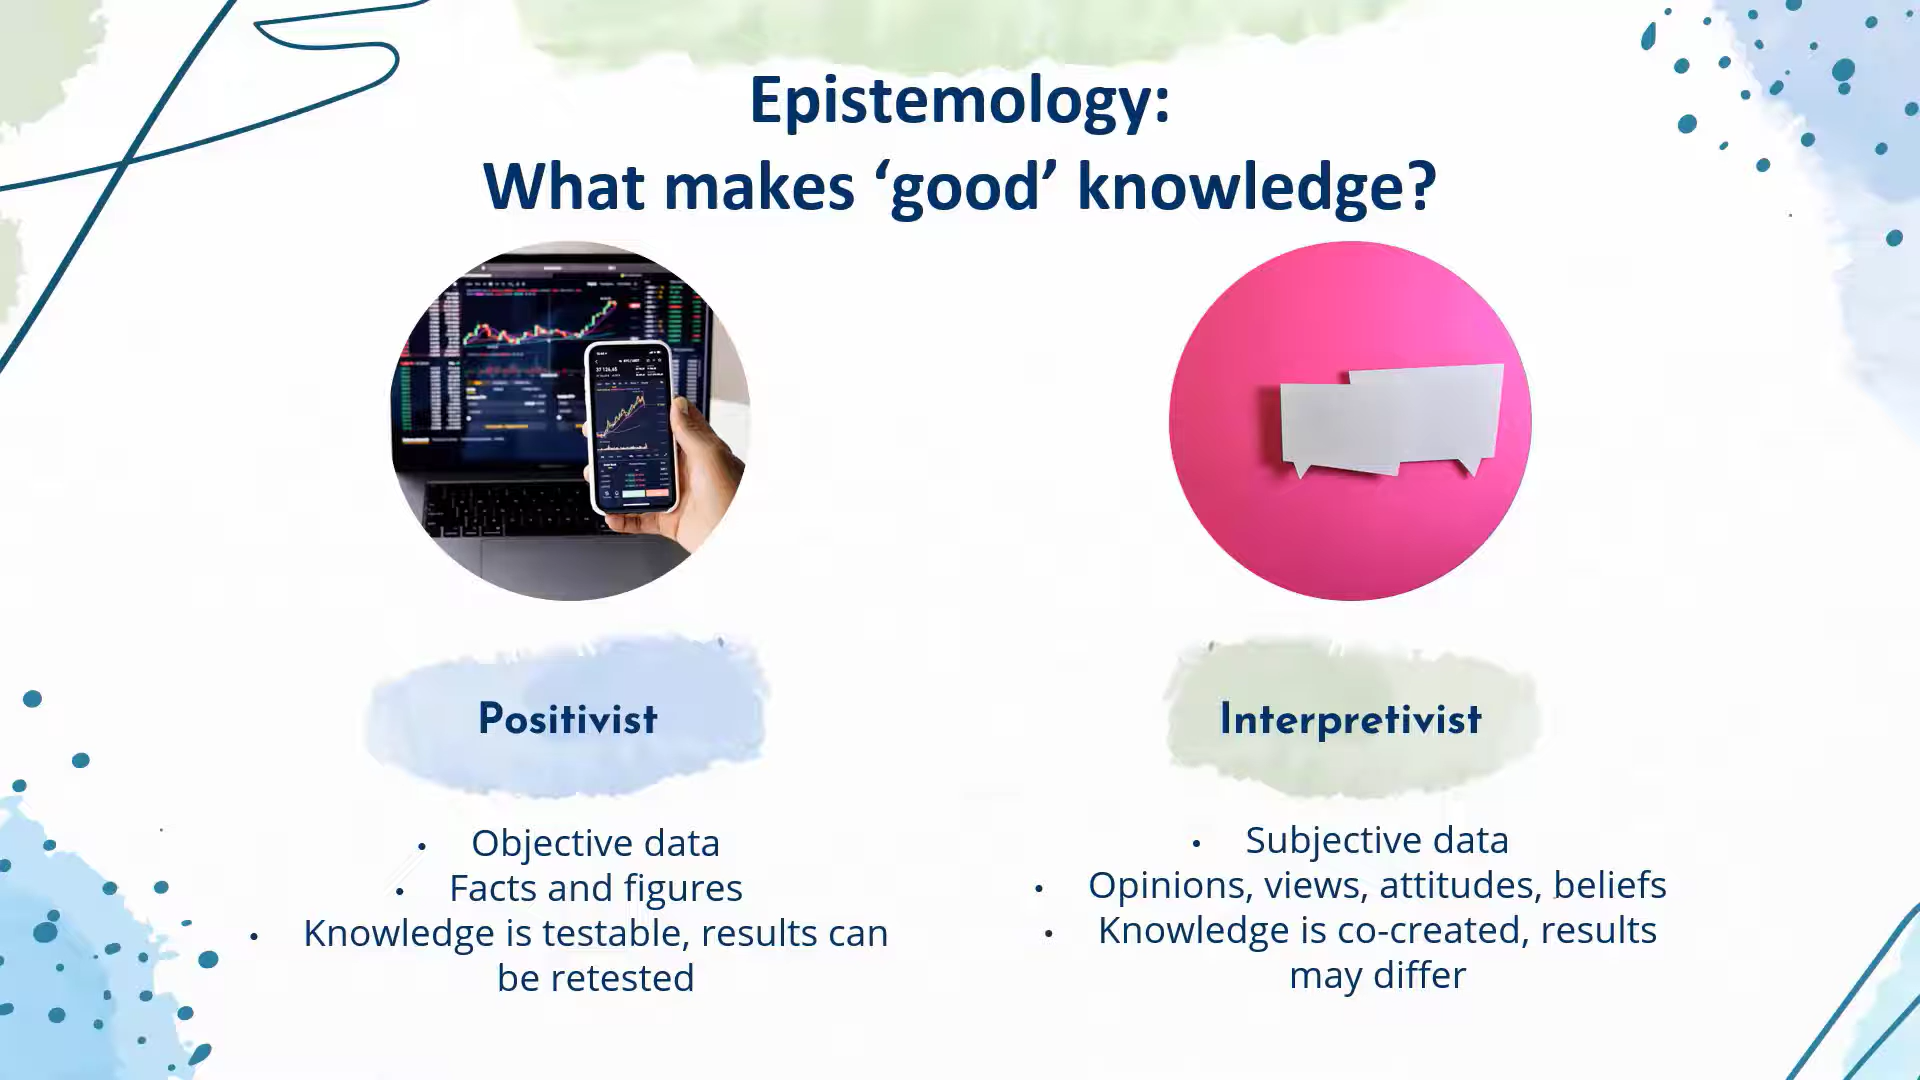 Epistemology:
What makes ‘good’ knowledge?
Positivist
• Objective data
• Facts and figures
• Knowledge is testable, results can
be retested
Interpretivist
• Subjective data
• Opinions, views, attitudes, beliefs
• Knowledge is co-created, results
may differ